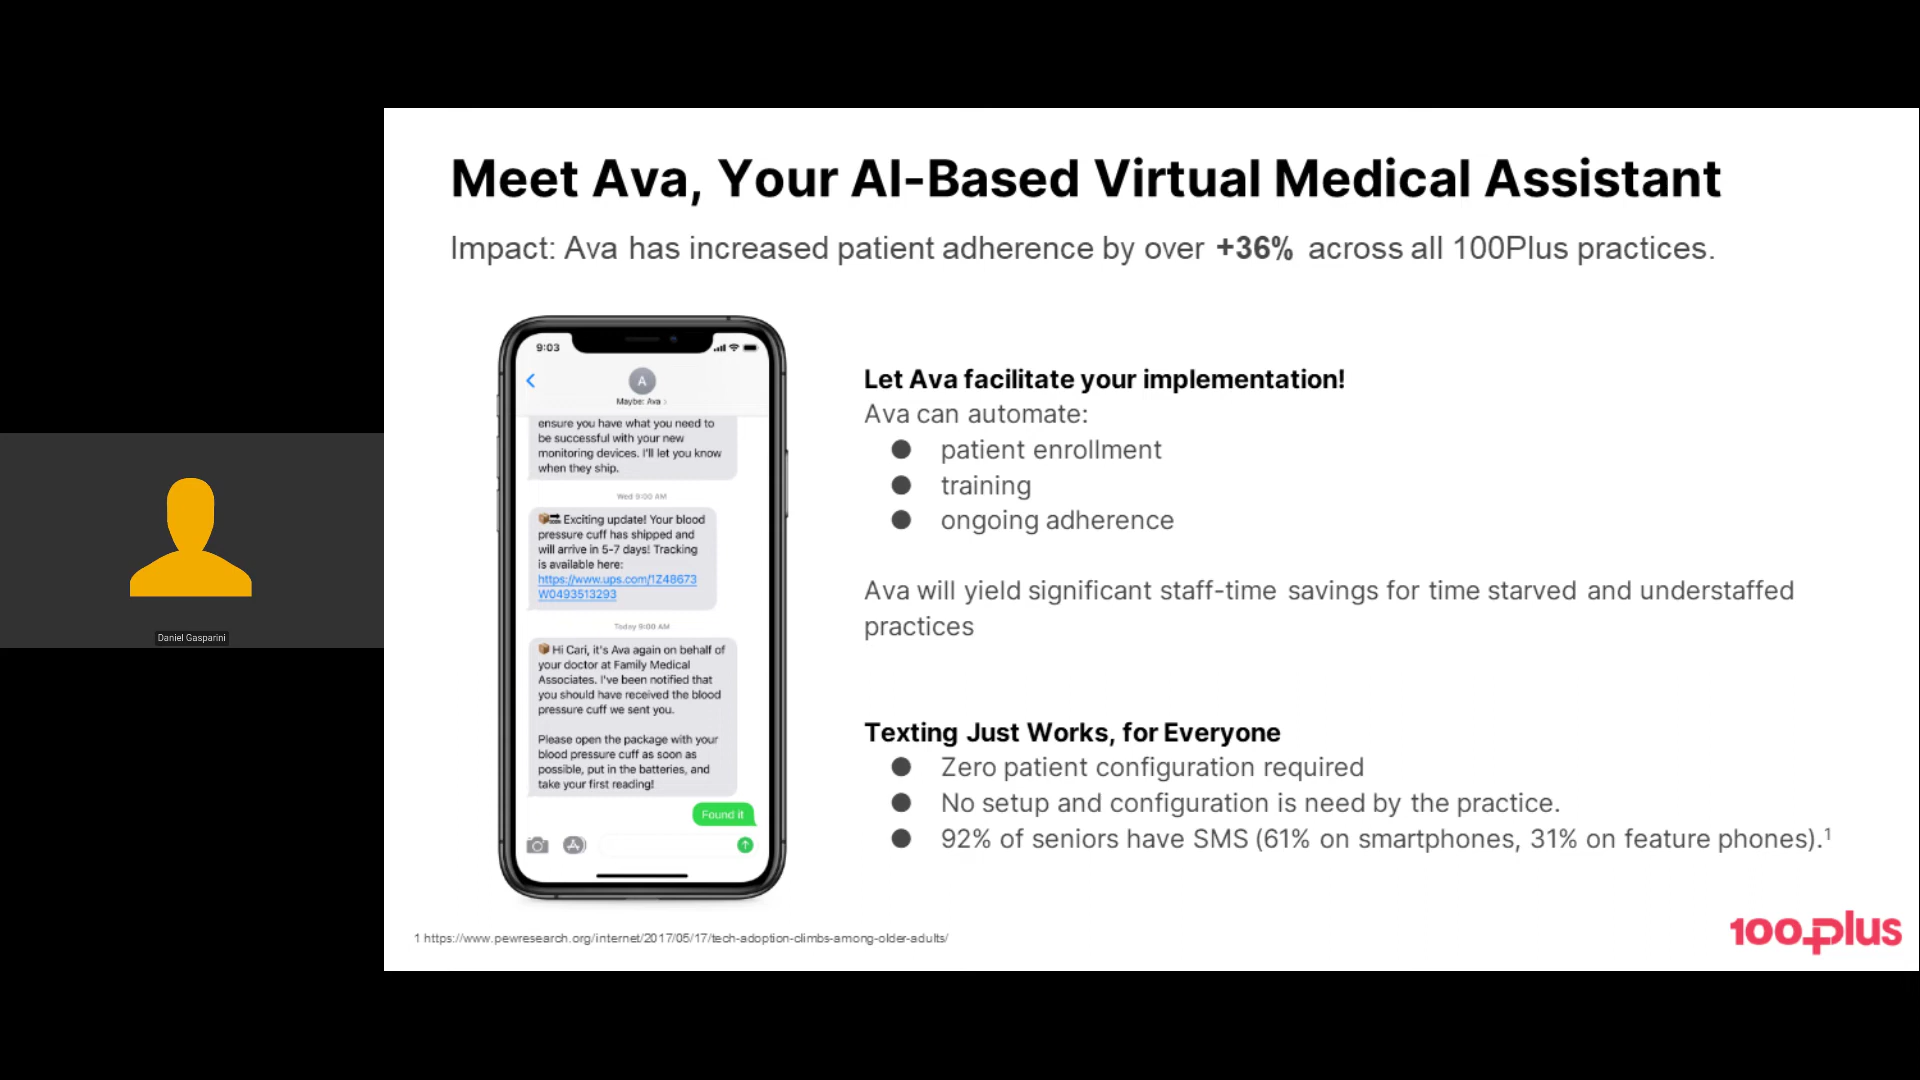 Meet Ava, Your AI-Based Virtual Medical Assistant
Impact: Ava has increased patient adherence by over +36% across all 100Plus practices.
9:03
A
Maybe: Ava ›
ensure you have what you need to
be successful with your new
monitoring devices. I'll let you know
when they ship.
Wed 9:00 AM
Exciting update! Your blood
pressure cuff has shipped and
will arrive in 5-7 days! Tracking
is available here:
https://www.ups.com/1Z48673
W0493513293
Today 9:00 AM
Hi Cari, it's Ava again on behalf of
your doctor at Family Medical
Associates. I've been notified that
you should have received the blood
pressure cuff we sent you.
Please open the package with your
blood pressure cuff as soon as
possible, put in the batteries, and
take your first reading!
Found it
Let Ava facilitate your implementation!
Ava can automate:
● patient enrollment
● training
● ongoing adherence
Ava will yield significant staff-time savings for time starved and understaffed
practices
Texting Just Works, for Everyone
● Zero patient configuration required
● No setup and configuration is need by the practice.
● 92% of seniors have SMS (61% on smartphones, 31% on feature phones).¹
1 https://www.pewresearch.org/internet/2017/05/17/tech-adoption-climbs-among-older-adults/
100plus
Daniel Gasparini